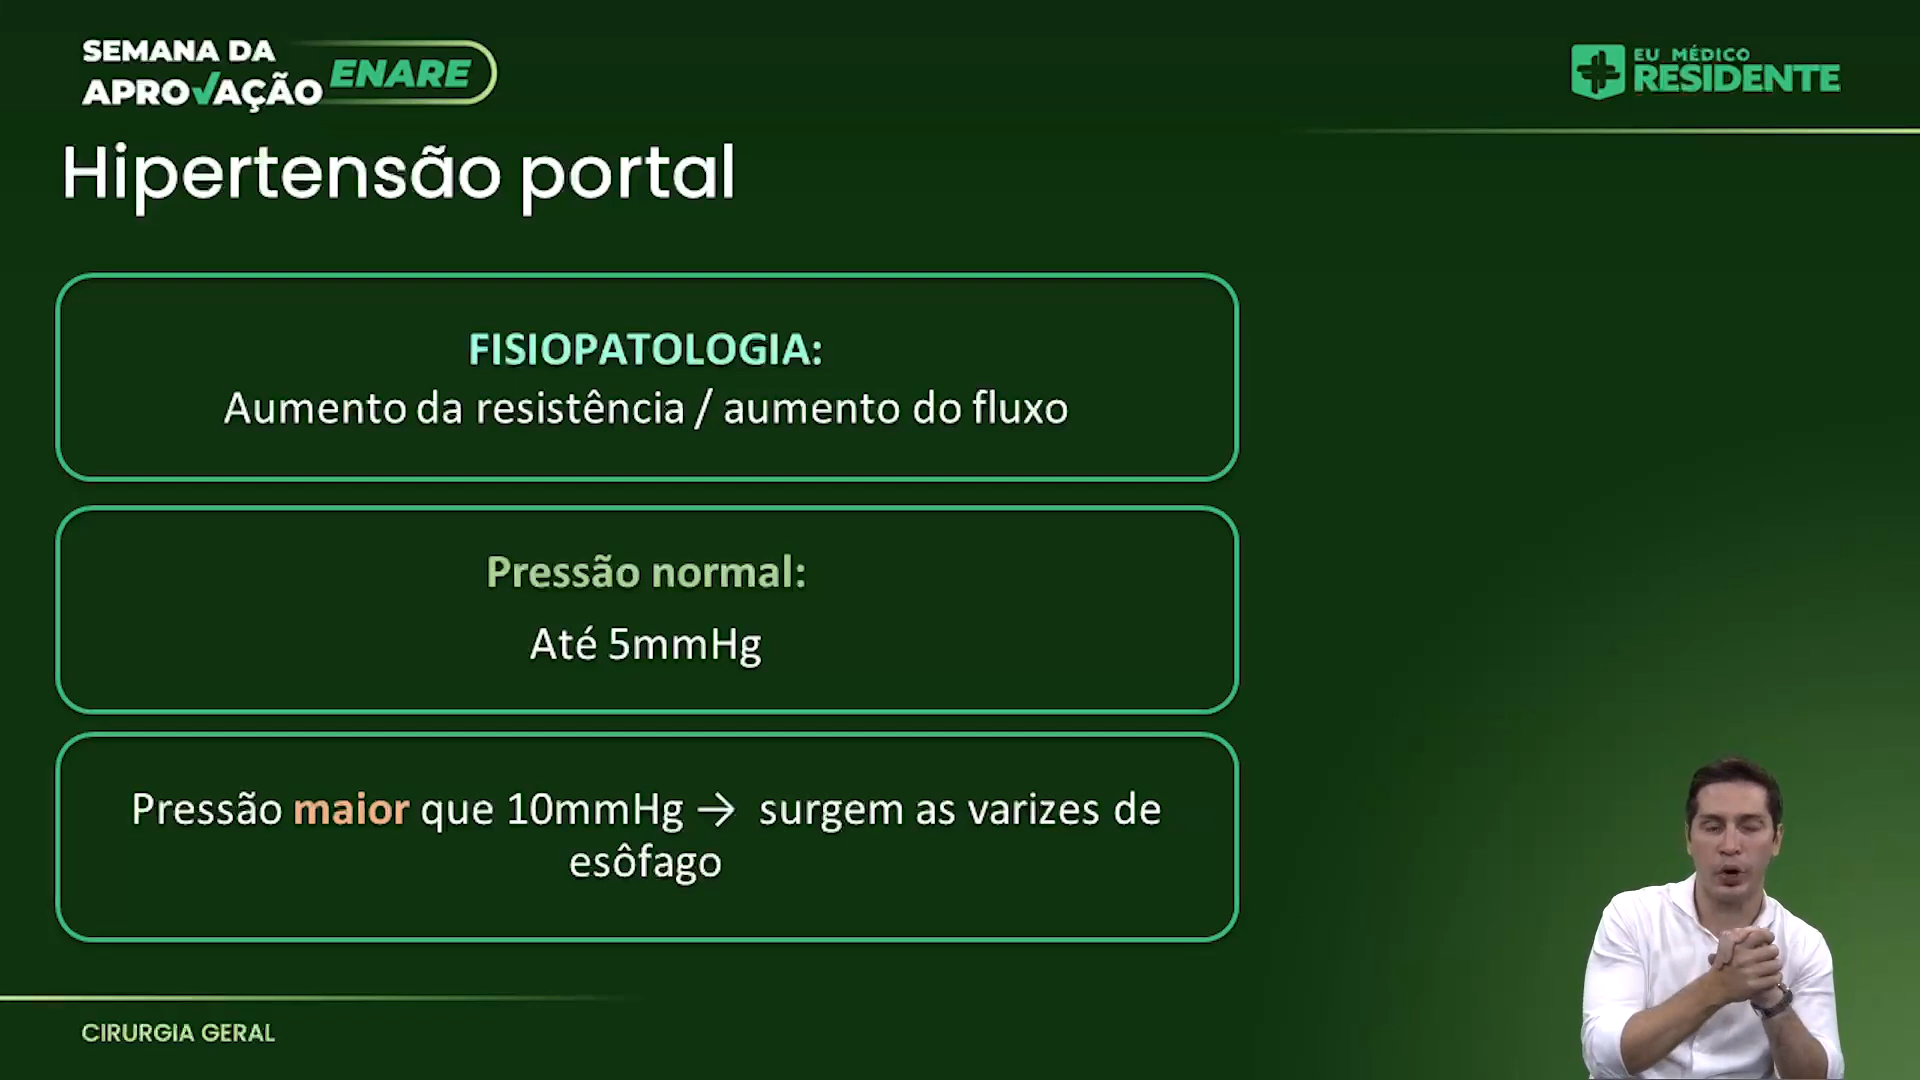 SEMANA DA
APROVAÇÃO ENARE
EU MÉDICO
RESIDENTE
Hipertensão portal
FISIOPATOLOGIA:
Aumento da resistência / aumento do fluxo
Pressão normal:
Até 5mmHg
Pressão maior que 10mmHg → surgem as varizes de
esôfago
CIRURGIA GERAL